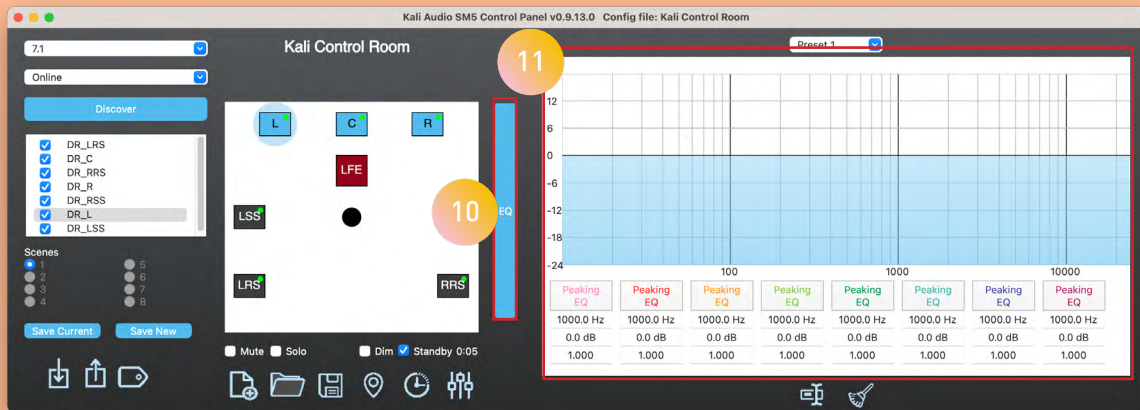 Kali Audio SM5 Control Panel v0.9.13.0 Config file: Kali Control Room
7.1
Online
Discover
DR_LRS
DR_C
DR_RRS
DR_R
DR_RSS
DR_L
DR_LSS
Scenes
1 5
2 6
3 7
4 8
Save Current Save New
Kali Control Room
L C R
LFE
LSS
LRS RRS
Mute Solo Dim Standby 0:05
10
EQ
11
Preset 1
12
6
0
-6
-12
-18
-24
100 1000 10000
Peaking EQ Peaking EQ Peaking EQ Peaking EQ Peaking EQ Peaking EQ Peaking EQ Peaking EQ
1000.0 Hz 1000.0 Hz 1000.0 Hz 1000.0 Hz 1000.0 Hz 1000.0 Hz 1000.0 Hz 1000.0 Hz
0.0 dB 0.0 dB 0.0 dB 0.0 dB 0.0 dB 0.0 dB 0.0 dB 0.0 dB
1.000 1.000 1.000 1.000 1.000 1.000 1.000 1.000